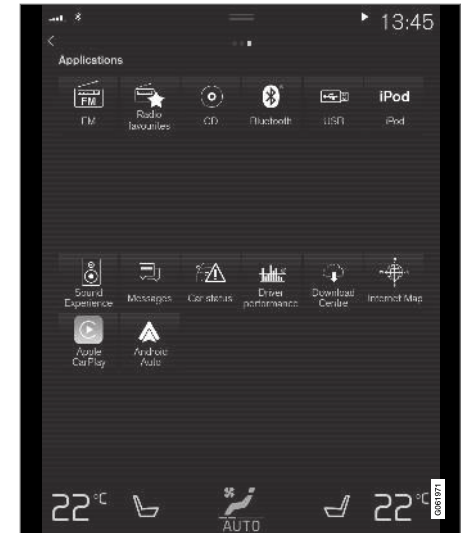 13:45
Applications
FM
iPod
FM
Radio
favourites
CD
Bluetooth
USB
iPod
Sound
Experience
Messages
Car status
Driver
performance
Download
Centre
Internet Map
Apple
CarPlay
Android
Auto
22°C
22°C
AUTO
G061971